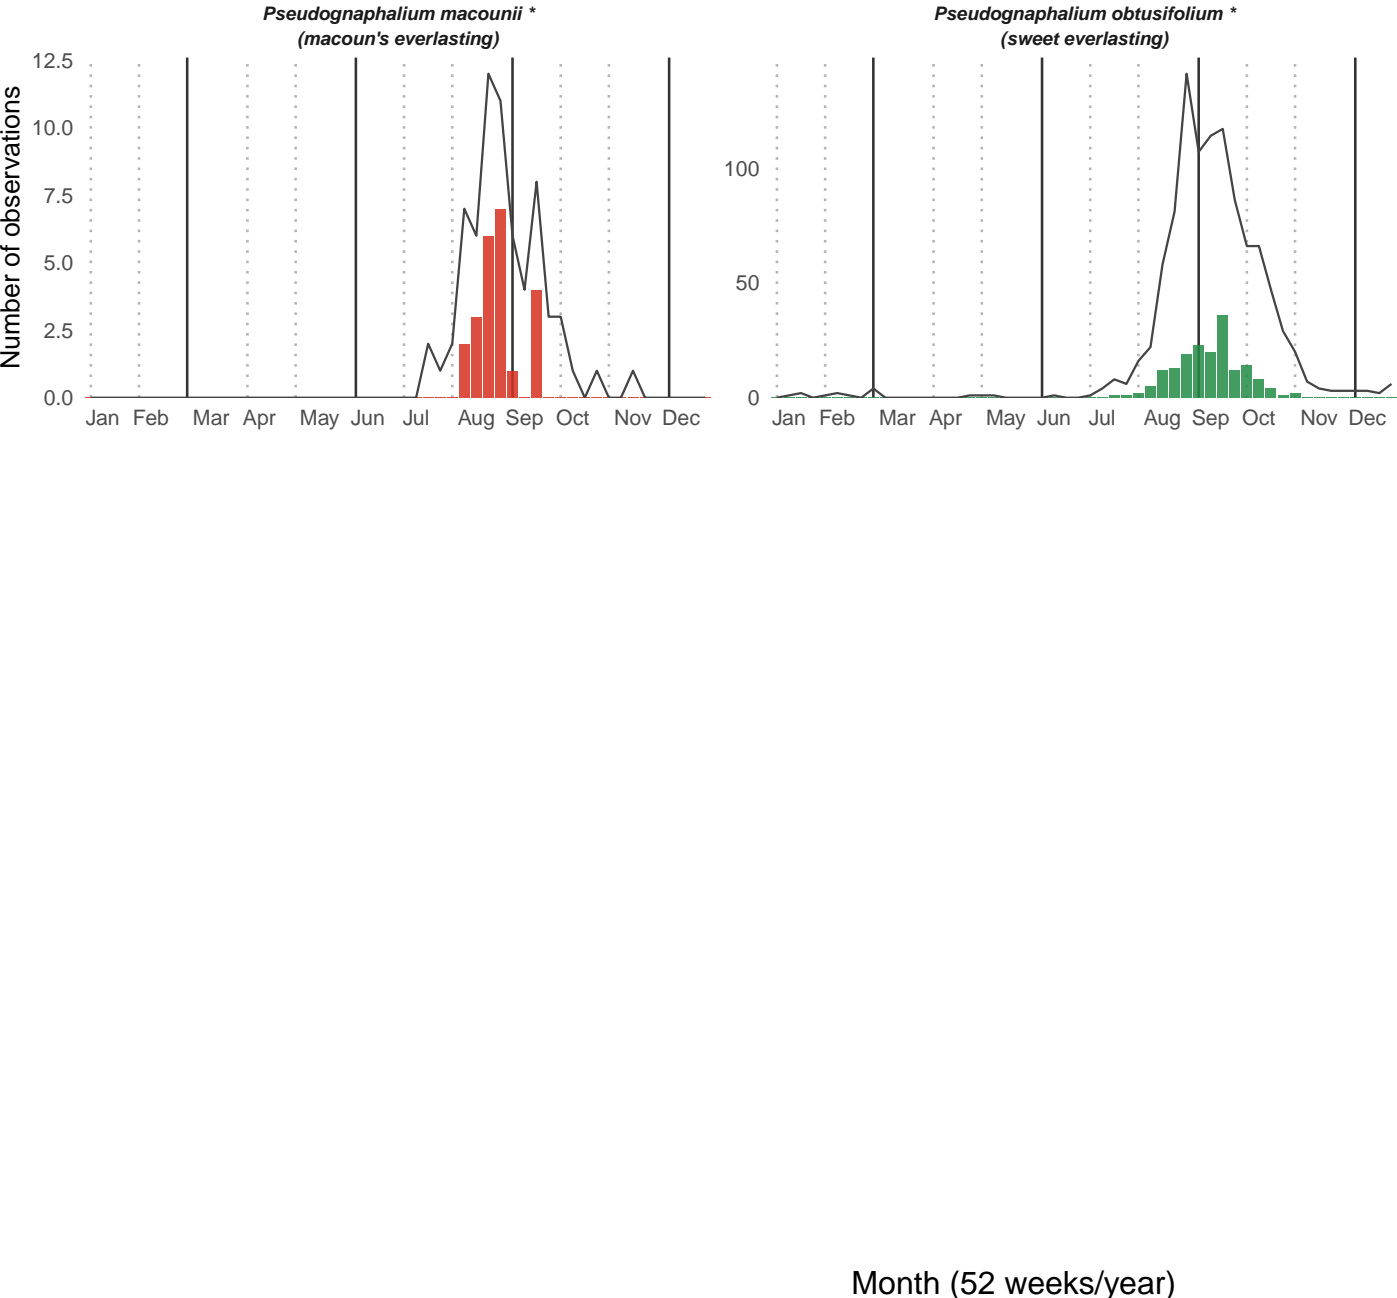 Pseudognaphalium macounii *
(macoun's everlasting)
Number of observations
12.5
10.0
7.5
5.0
2.5
0.0
Jan Feb Mar Apr May Jun Jul Aug Sep Oct Nov Dec
Pseudognaphalium obtusifolium *
(sweet everlasting)
100
50
0
Jan Feb Mar Apr May Jun Jul Aug Sep Oct Nov Dec
Month (52 weeks/year)